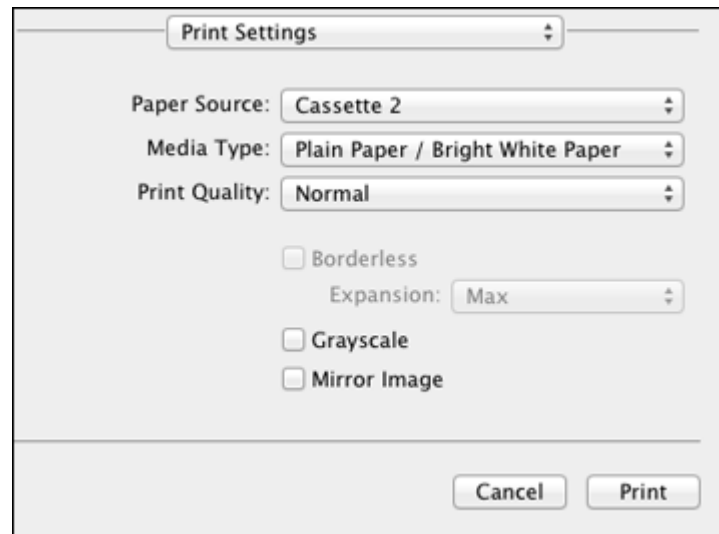 Print Settings
Paper Source: Cassette 2
Media Type: Plain Paper / Bright White Paper
Print Quality: Normal
Borderless
Expansion: Max
Grayscale
Mirror Image
Cancel Print